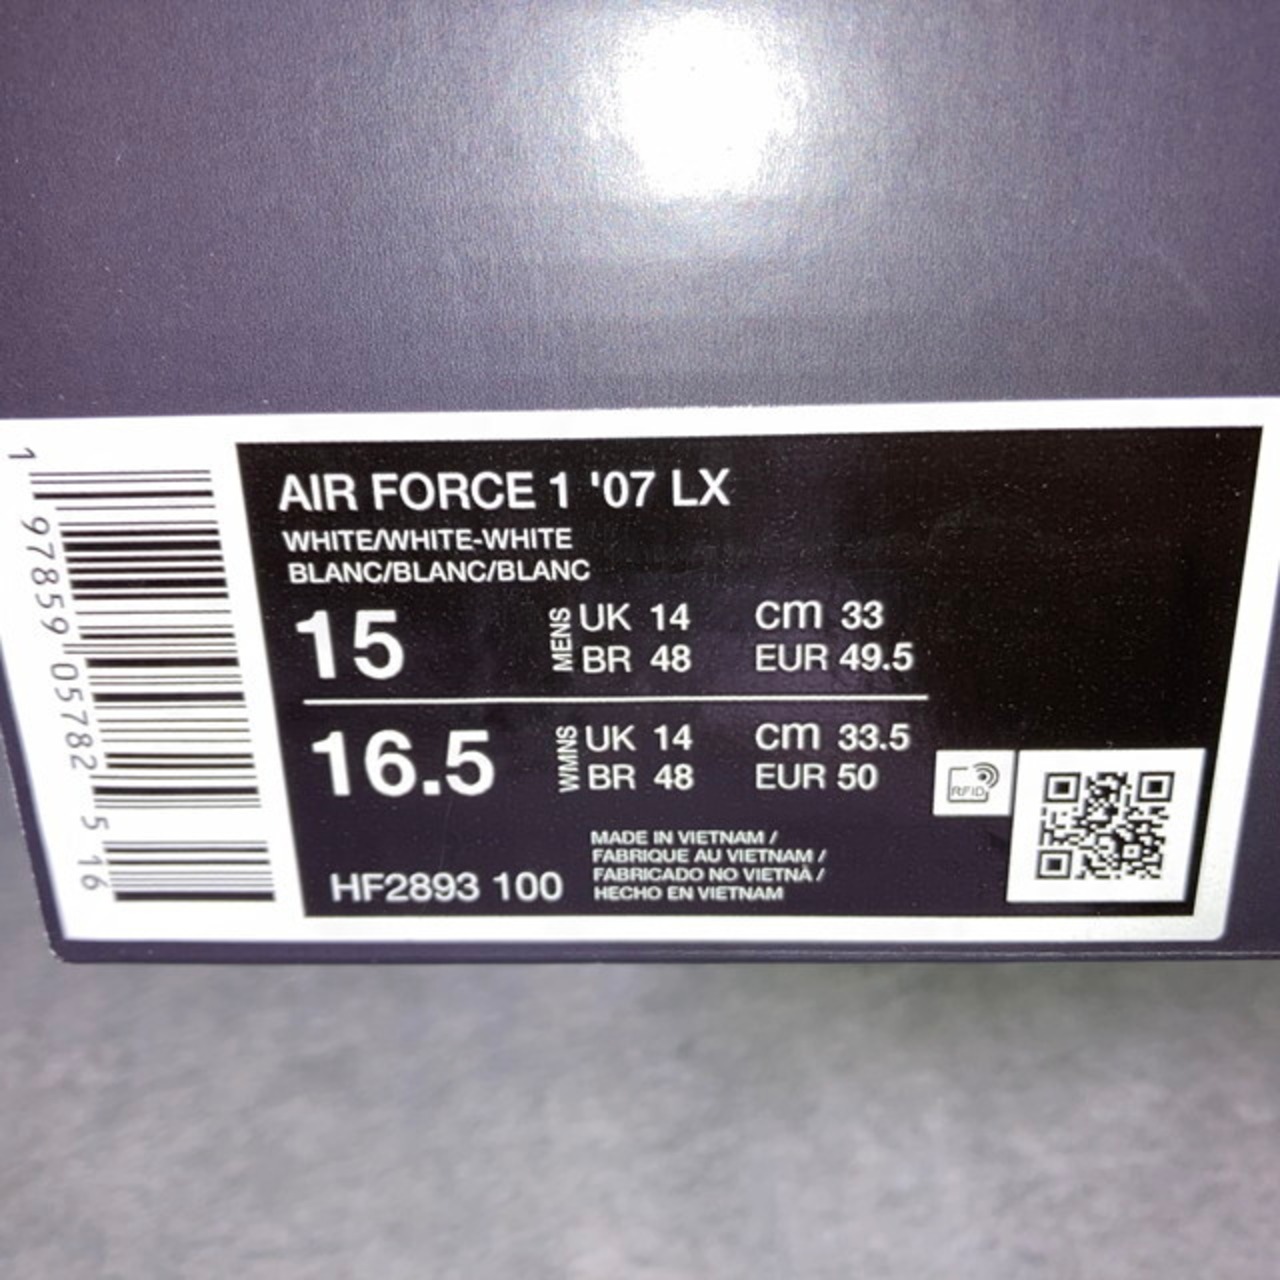 AIR FORCE 1 '07 LX
WHITE/WHITE-WHITE
BLANC/BLANC/BLANC
15 MENS UK 14 CM 33
BR 48 EUR 49.5
16.5 WMNS UK 14 CM 33.5
BR 48 EUR 50
RFID
MADE IN VIETNAM /
FABRIQUE AU VIETNAM /
FABRICADO NO VIETNÃ /
HECHO EN VIETNAM
HF2893 100
1 97859 05782 5 16